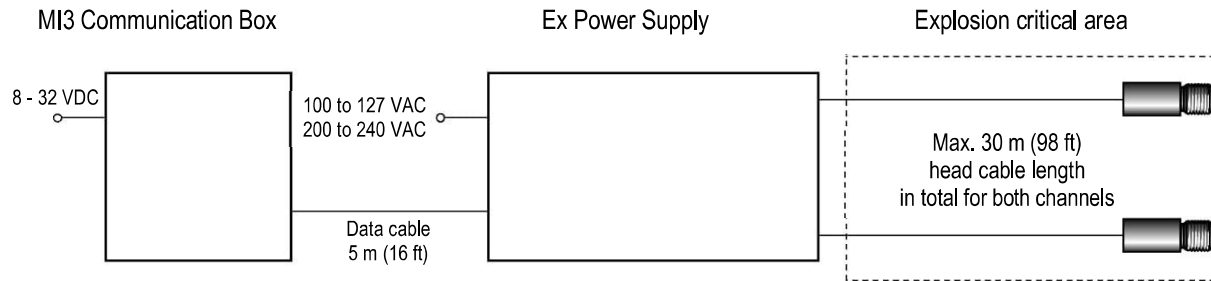 MI3 Communication Box
Ex Power Supply
Explosion critical area
8 - 32 VDC
100 to 127 VAC
200 to 240 VAC
Max. 30 m (98 ft)
head cable length
in total for both channels
Data cable
5 m (16 ft)